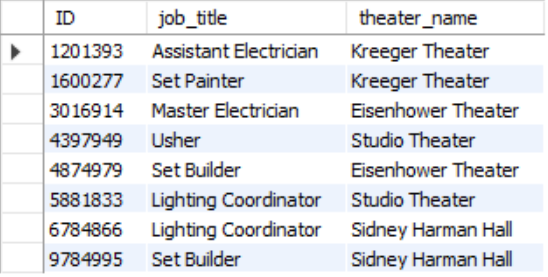 ID job_title theater_name
1201393 Assistant Electrician Kreeger Theater
1600277 Set Painter Kreeger Theater
3016914 Master Electrician Eisenhower Theater
4397949 Usher Studio Theater
4874979 Set Builder Eisenhower Theater
5881833 Lighting Coordinator Studio Theater
6784866 Lighting Coordinator Sidney Harman Hall
9784995 Set Builder Sidney Harman Hall